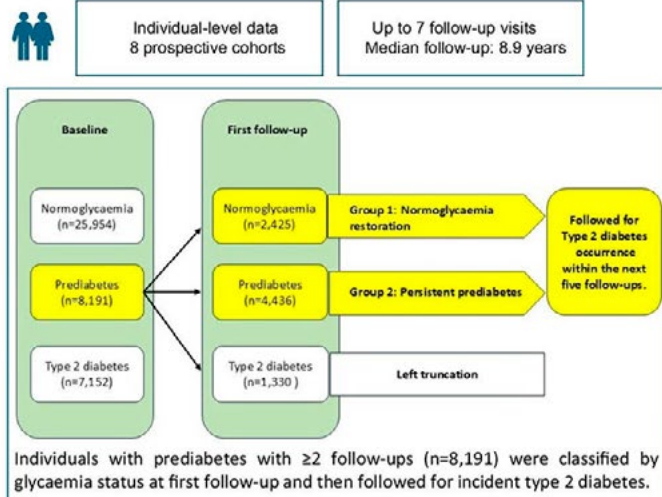 Individual-level data
8 prospective cohorts
Up to 7 follow-up visits
Median follow-up: 8.9 years
Baseline
First follow-up
Normoglycaemia
(n=25,954)
Normoglycaemia
(n=2,425)
Group 1: Normoglycaemia
restoration
Followed for
Type 2 diabetes
occurrence
within the next
five follow-ups.
Prediabetes
(n=8,191)
Prediabetes
(n=4,436)
Group 2: Persistent prediabetes
Type 2 diabetes
(n=7,152)
Type 2 diabetes
(n=1,330 )
Left truncation
Individuals with prediabetes with ≥2 follow-ups (n=8,191) were classified by
glycaemia status at first follow-up and then followed for incident type 2 diabetes.